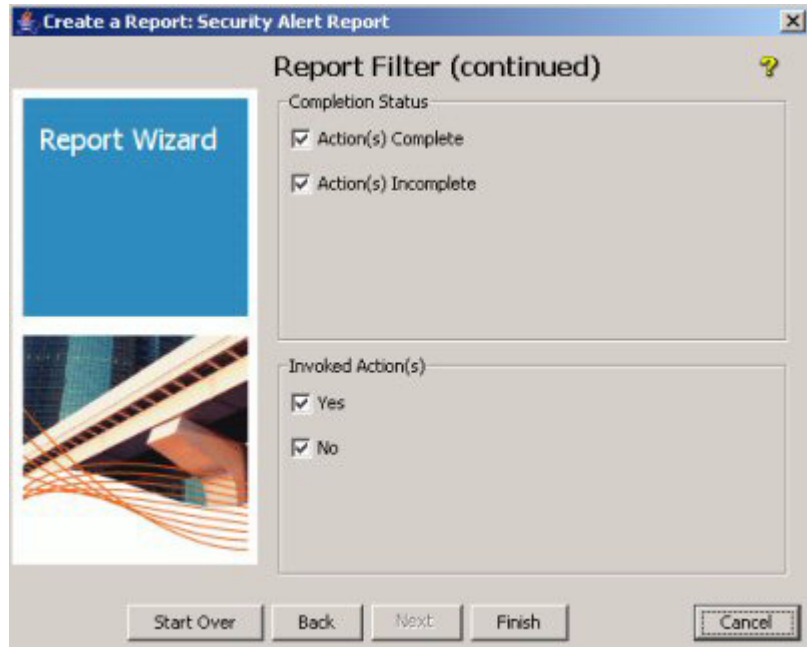 Create a Report: Security Alert Report
Report Filter (continued)
?
Report Wizard
Completion Status
Action(s) Complete
Action(s) Incomplete
Invoked Action(s)
Yes
No
Start Over
Back
Next
Finish
Cancel